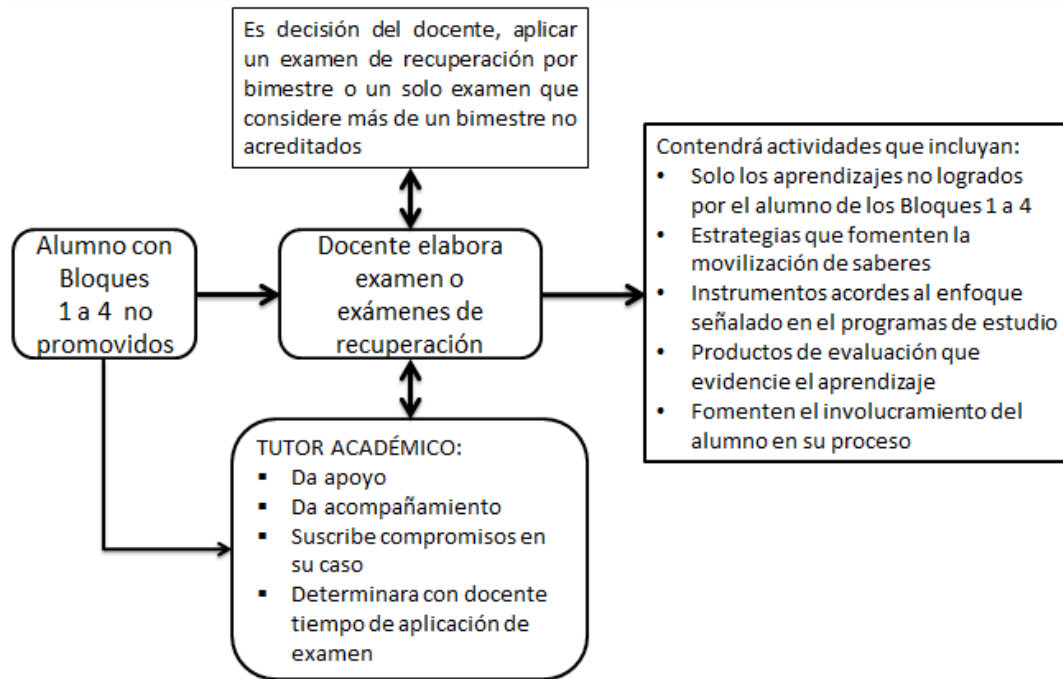 Es decisión del docente, aplicar
un examen de recuperación por
bimestre o un solo examen que
considere más de un bimestre no
acreditados
Alumno con
Bloques
1 a 4 no
promovidos
Docente elabora
examen o
exámenes de
recuperación
Contendrá actividades que incluyan:
• Solo los aprendizajes no logrados
por el alumno de los Bloques 1 a 4
• Estrategias que fomenten la
movilización de saberes
• Instrumentos acordes al enfoque
señalado en el programas de estudio
• Productos de evaluación que
evidencie el aprendizaje
• Fomenten el involucramiento del
alumno en su proceso
TUTOR ACADÉMICO:
▪ Da apoyo
▪ Da acompañamiento
▪ Suscribe compromisos en
su caso
▪ Determinara con docente
tiempo de aplicación de
examen